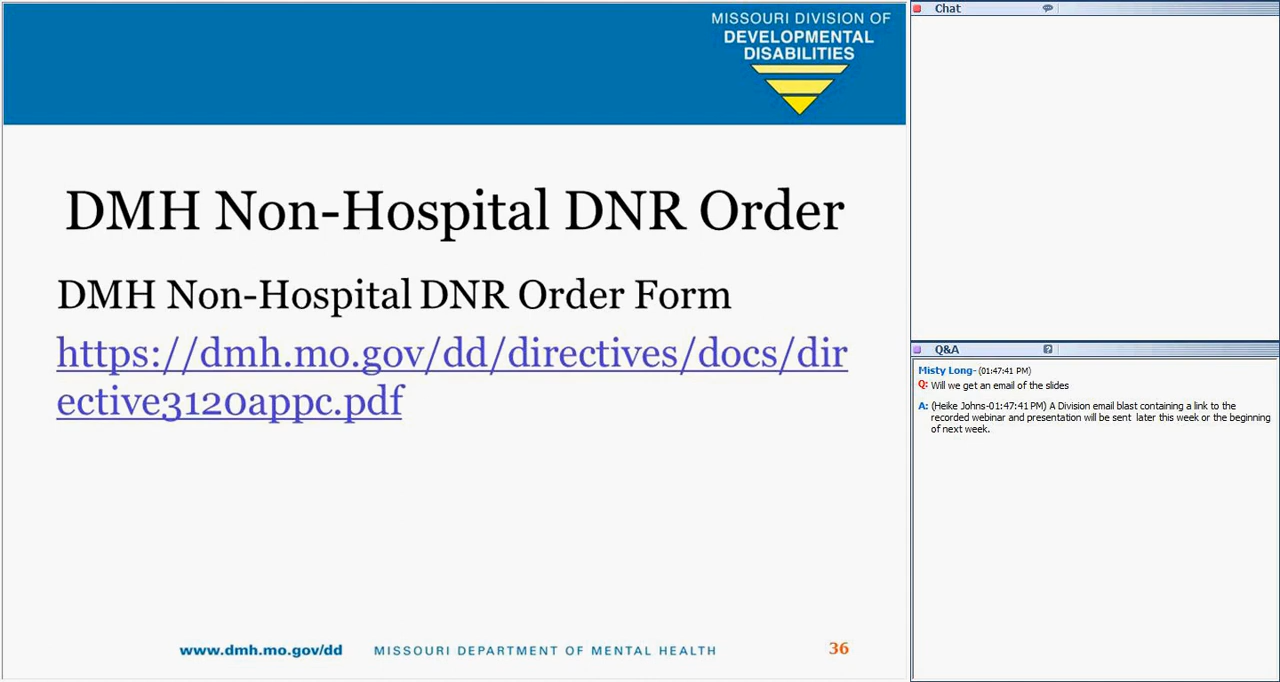 MISSOURI DIVISION OF
DEVELOPMENTAL
DISABILITIES
DMH Non-Hospital DNR Order
DMH Non-Hospital DNR Order Form
https://dmh.mo.gov/dd/directives/docs/dir
ective3120appc.pdf
www.dmh.mo.gov/dd MISSOURI DEPARTMENT OF MENTAL HEALTH 36
Chat
Q&A
Misty Long- (01:47:41 PM)
Q: Will we get an email of the slides
A: (Heike Johns-01:47:41 PM) A Division email blast containing a link to the
recorded webinar and presentation will be sent later this week or the beginning
of next week.